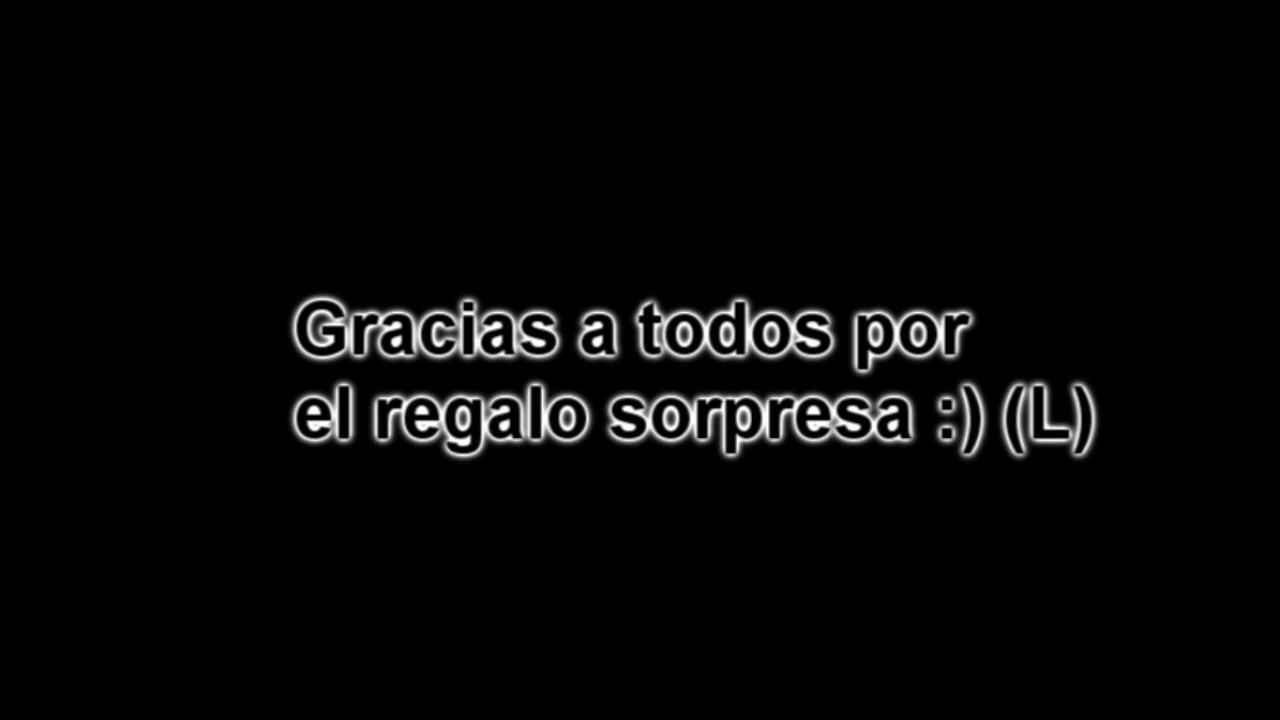 Gracias a todos por
el regalo sorpresa :) (L)